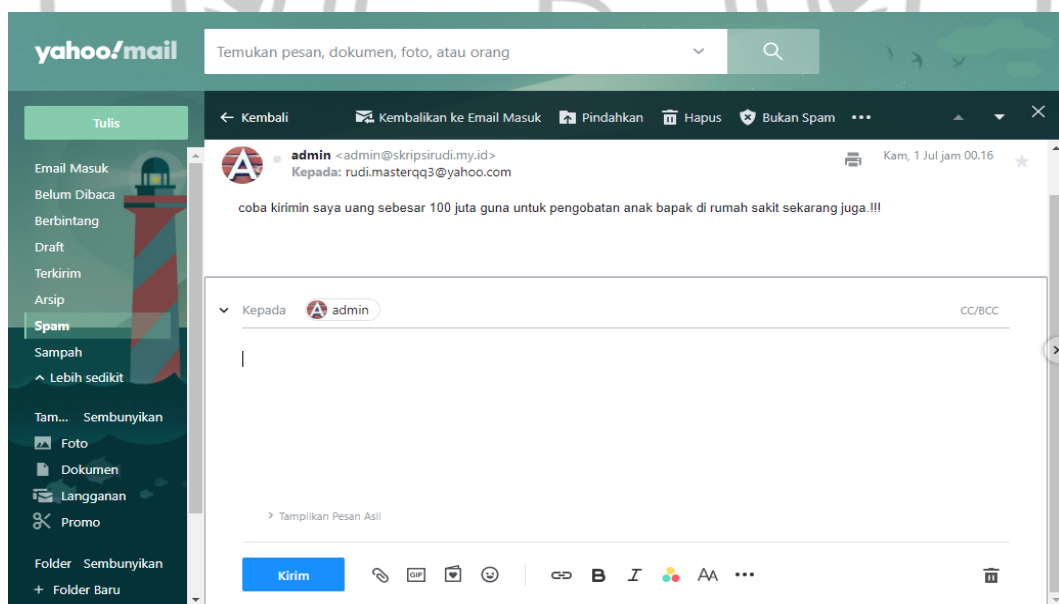 yahoo!mail
Temukan pesan, dokumen, foto, atau orang
Tulis
Email Masuk
Belum Dibaca
Berbintang
Draft
Terkirim
Arsip
Spam
Sampah
Lebih sedikit
Tam... Sembunyikan
Foto
Dokumen
Langganan
Promo
Folder Sembunyikan
+ Folder Baru
← Kembali Kembalikan ke Email Masuk Pindahkan Hapus Bukan Spam •••
admin <admin@skripsirudi.my.id> Kam, 1 Jul jam 00.16
Kepada: rudi.masterqq3@yahoo.com
coba kirimin saya uang sebesar 100 juta guna untuk pengobatan anak bapak di rumah sakit sekarang juga.!!!
Kepada admin CC/BCC
> Tampilkan Pesan Asli
Kirim GIF B I AA •••